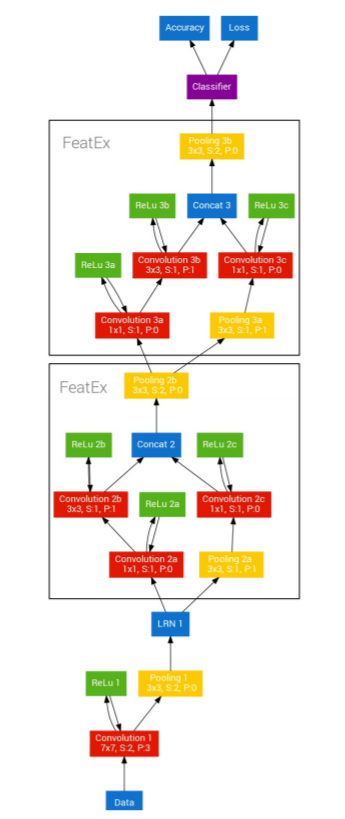 Accuracy
Loss
Classifier
FeatEx
Pooling 3b
3x3, S:2, P:0
ReLu 3b
Concat 3
ReLu 3c
ReLu 3a
Convolution 3b
3x3, S:1, P:1
Convolution 3c
1x1, S:1, P:0
Convolution 3a
1x1, S:1, P:0
Pooling 3a
3x3, S:1, P:1
FeatEx
Pooling 2b
3x3, S:2, P:0
ReLu 2b
Concat 2
ReLu 2c
Convolution 2b
3x3, S:1, P:1
ReLu 2a
Convolution 2c
1x1, S:1, P:0
Convolution 2a
1x1, S:1, P:0
Pooling 2a
3x3, S:1, P:1
LRN 1
ReLu 1
Pooling 1
3x3, S:2, P:0
Convolution 1
7x7, S:2, P:3
Data